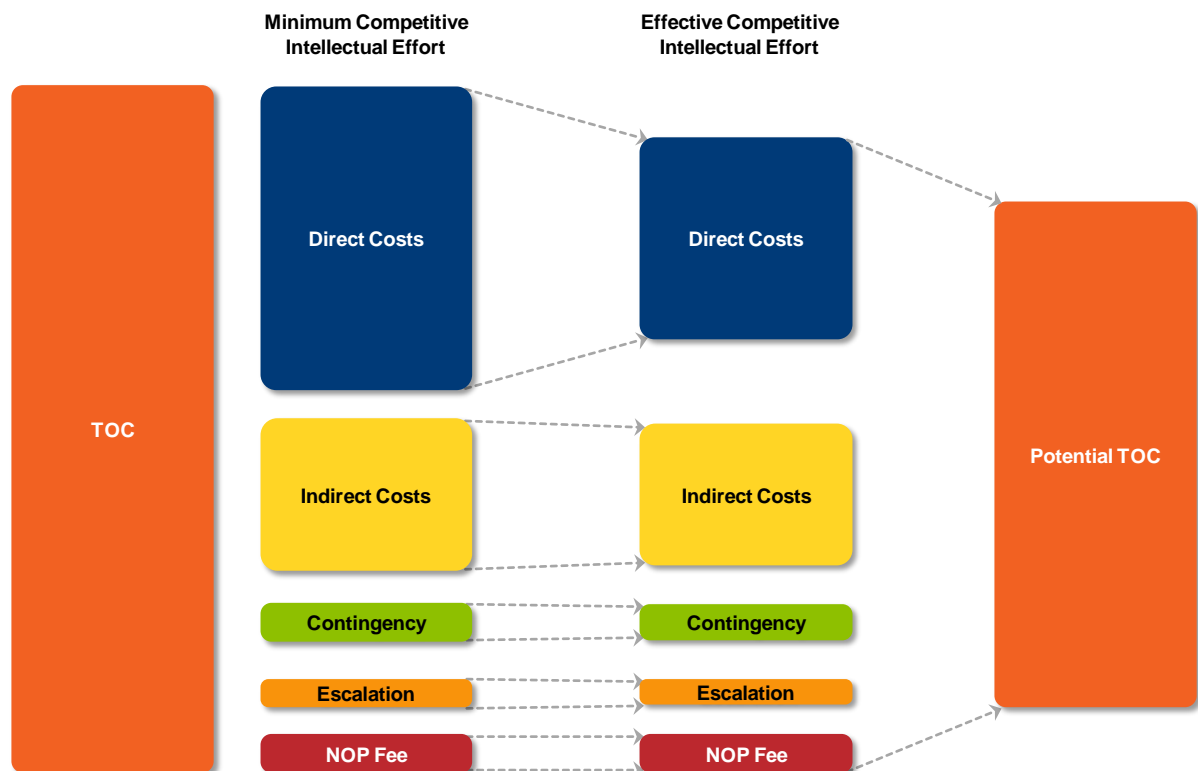 Minimum Competitive
Intellectual Effort
Effective Competitive
Intellectual Effort
TOC
Direct Costs
Direct Costs
Indirect Costs
Indirect Costs
Contingency
Contingency
Escalation
Escalation
NOP Fee
NOP Fee
Potential TOC